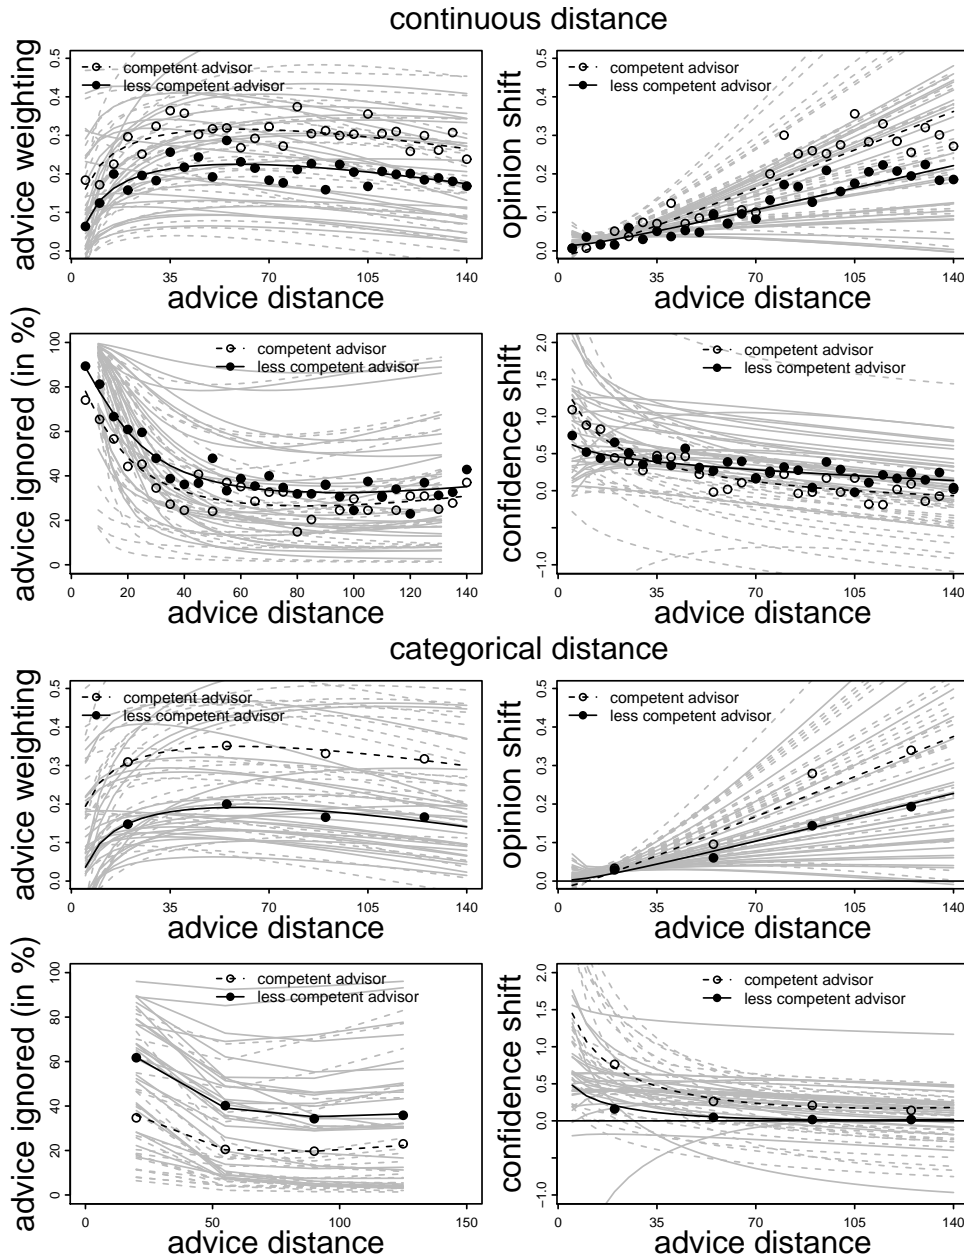 continuous distance
advice weighting
0.0 0.1 0.2 0.3 0.4 0.5
competent advisor
less competent advisor
0 35 70 105 140
advice distance
opinion shift
0.0 0.1 0.2 0.3 0.4 0.5
competent advisor
less competent advisor
0 35 70 105 140
advice distance
advice ignored (in %)
0 20 40 60 80 100
competent advisor
less competent advisor
0 20 40 60 80 100 120 140
advice distance
confidence shift
−1.0 0.0 0.5 1.0 1.5 2.0
competent advisor
less competent advisor
0 35 70 105 140
advice distance
categorical distance
advice weighting
0.0 0.1 0.2 0.3 0.4 0.5
competent advisor
less competent advisor
0 35 70 105 140
advice distance
opinion shift
0.0 0.1 0.2 0.3 0.4 0.5
competent advisor
less competent advisor
0 35 70 105 140
advice distance
advice ignored (in %)
0 20 40 60 80 100
competent advisor
less competent advisor
0 50 100 150
advice distance
confidence shift
−1.0 0.0 0.5 1.0 1.5 2.0
competent advisor
less competent advisor
0 35 70 105 140
advice distance